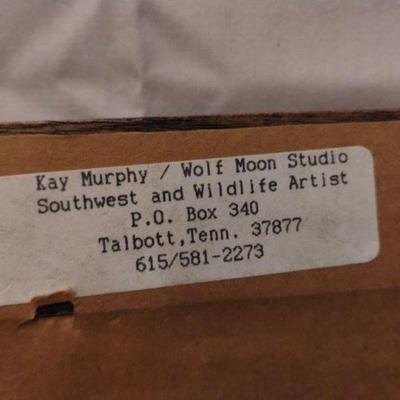 Kay Murphy / Wolf Moon Studio
Southwest and Wildlife Artist
P.O. Box 340
Talbott,Tenn. 37877
615/581-2273